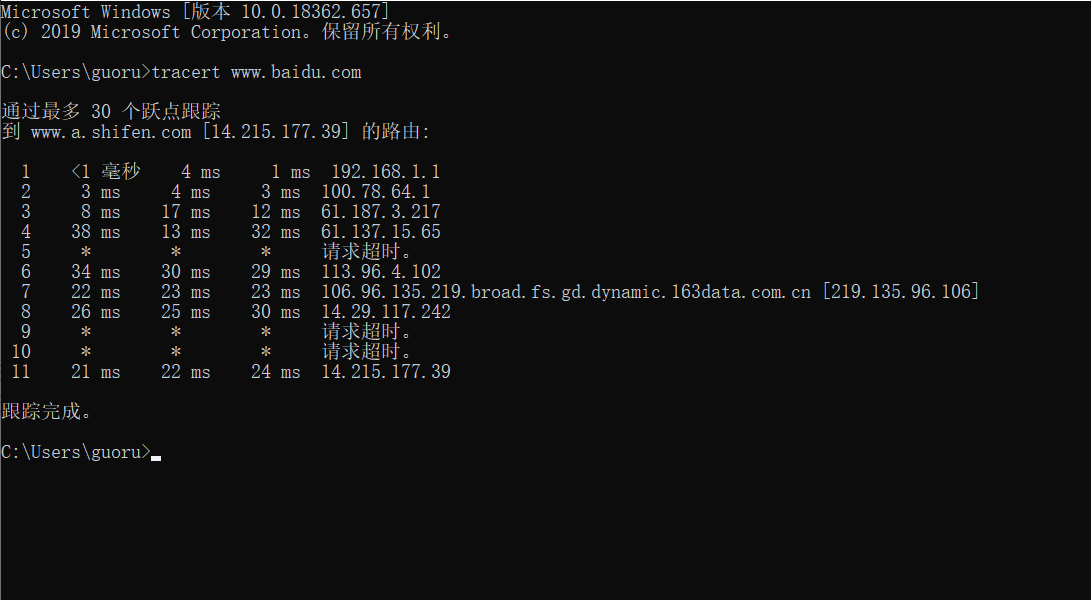 Microsoft Windows [版本 10.0.18362.657]
(c) 2019 Microsoft Corporation。保留所有权利。
C:\Users\guoru>tracert www.baidu.com
通过最多 30 个跃点跟踪
到 www.a.shifen.com [14.215.177.39] 的路由:
1 <1 毫秒 4 ms 1 ms 192.168.1.1
2 3 ms 4 ms 3 ms 100.78.64.1
3 8 ms 17 ms 12 ms 61.187.3.217
4 38 ms 13 ms 32 ms 61.137.15.65
5 * * * 请求超时。
6 34 ms 30 ms 29 ms 113.96.4.102
7 22 ms 23 ms 23 ms 106.96.135.219.broad.fs.gd.dynamic.163data.com.cn [219.135.96.106]
8 26 ms 25 ms 30 ms 14.29.117.242
9 * * * 请求超时。
10 * * * 请求超时。
11 21 ms 22 ms 24 ms 14.215.177.39
跟踪完成。
C:\Users\guoru>